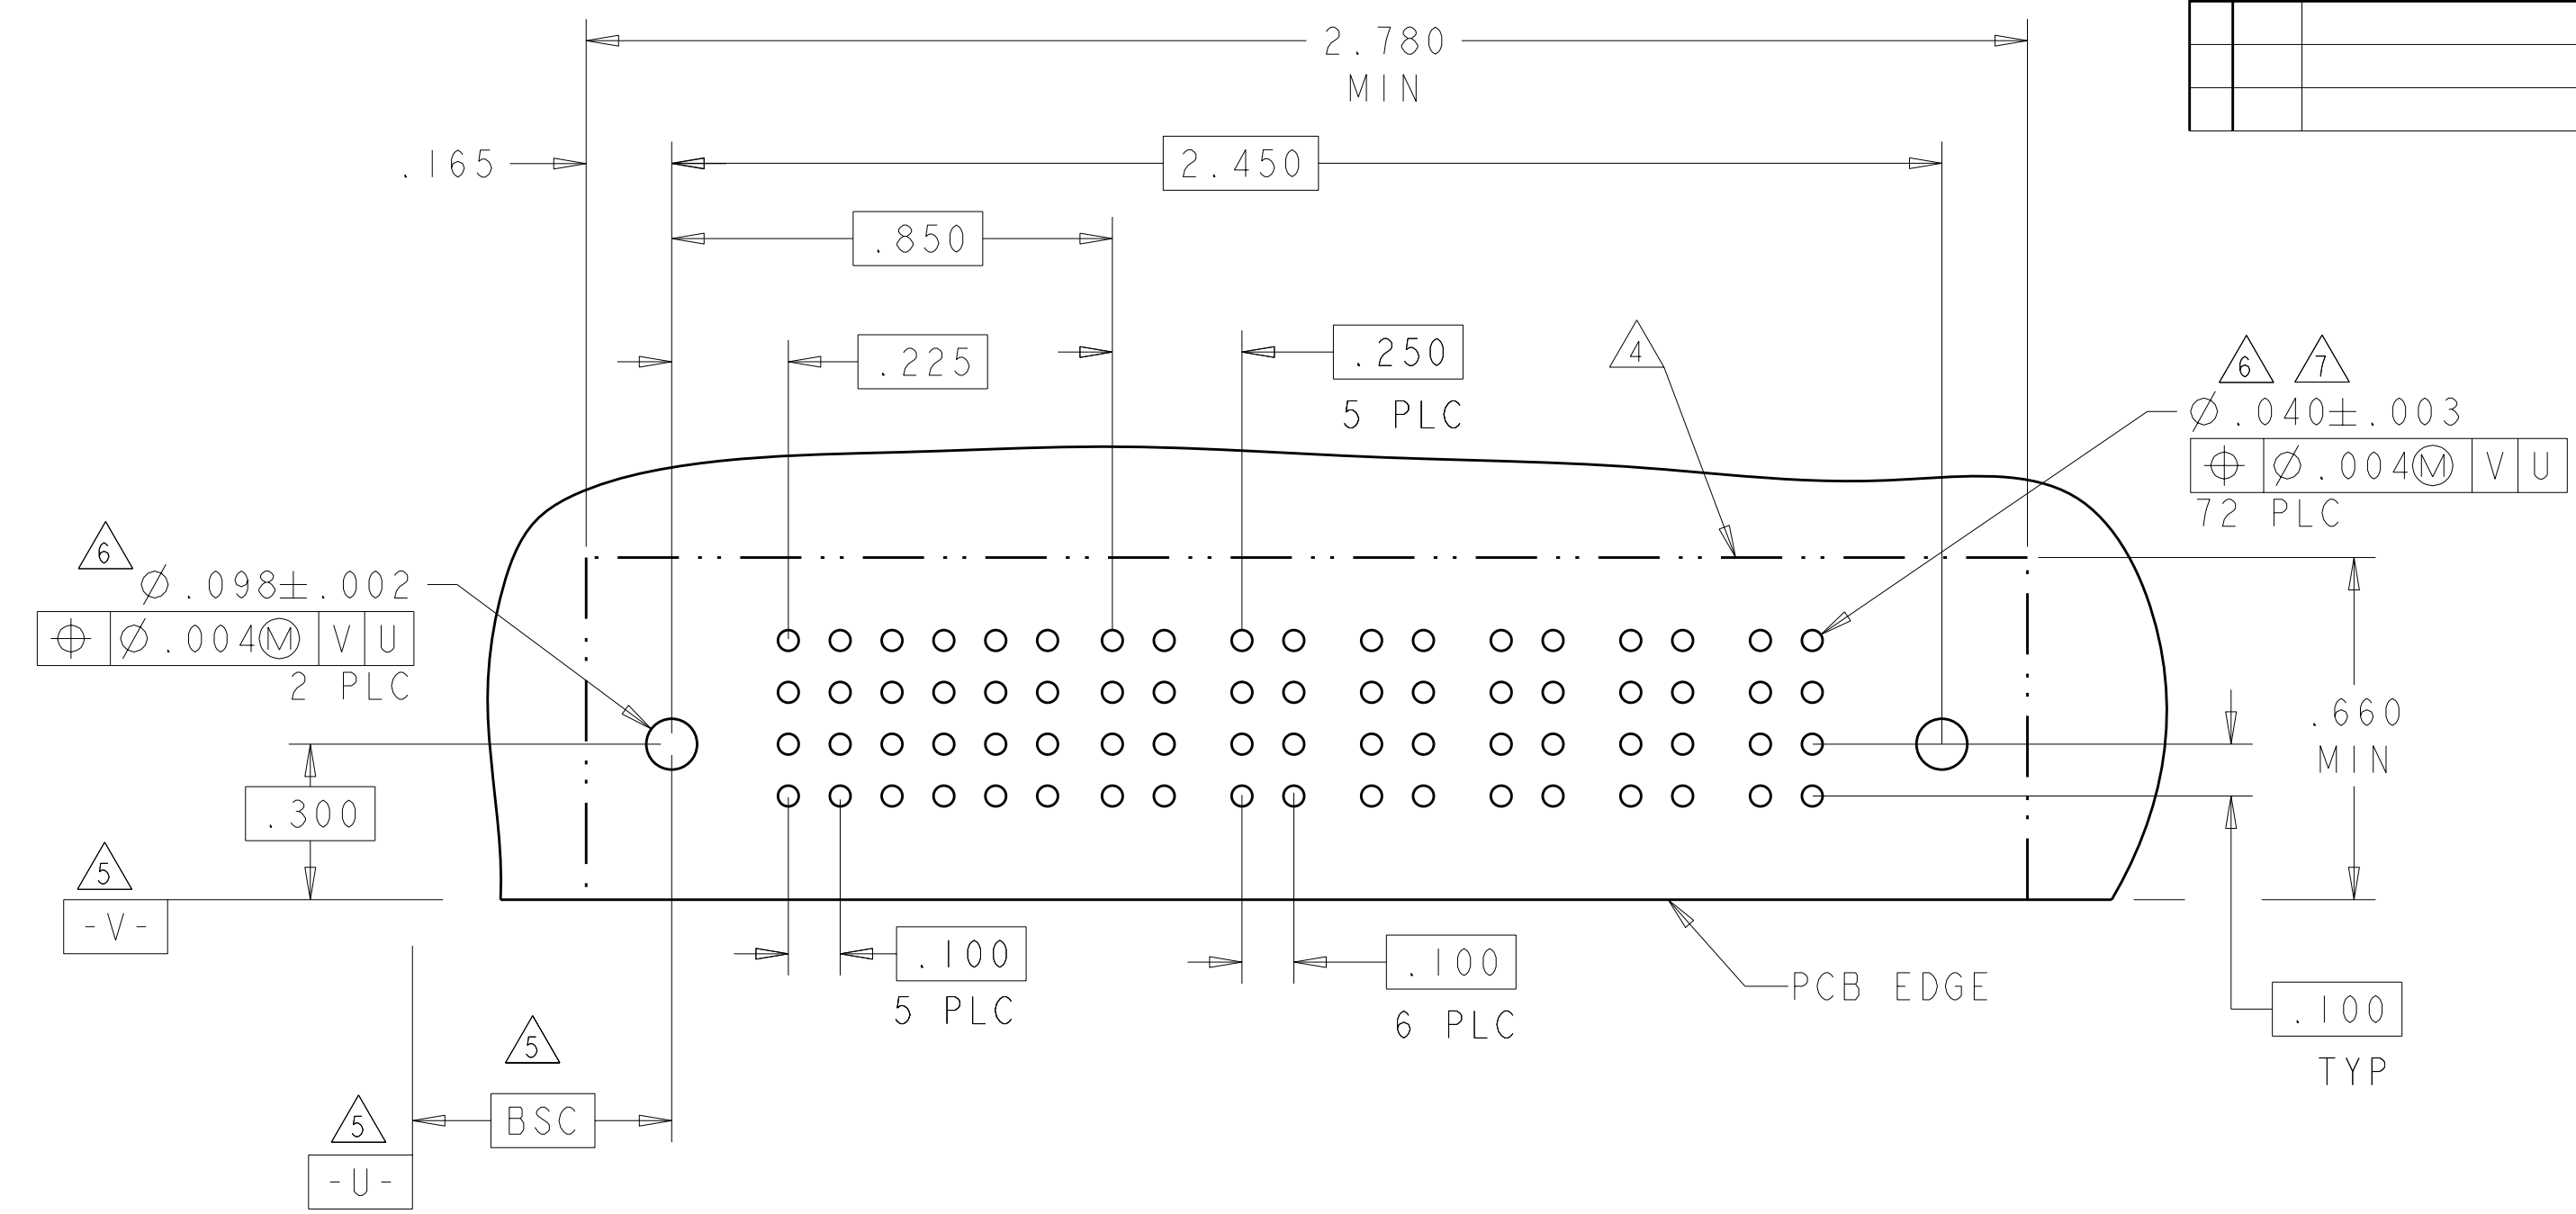 2.780
MIN
.165
2.450
.850
.225
.250
5 PLC
4
6 7
Ø.040±.003
⌖ Ø.004Ⓜ V U
72 PLC
6
Ø.098±.002
⌖ Ø.004Ⓜ V U
2 PLC
.660
MIN
.300
5
-V-
.100
5 PLC
.100
6 PLC
PCB EDGE
.100
TYP
5
BSC
5
-U-